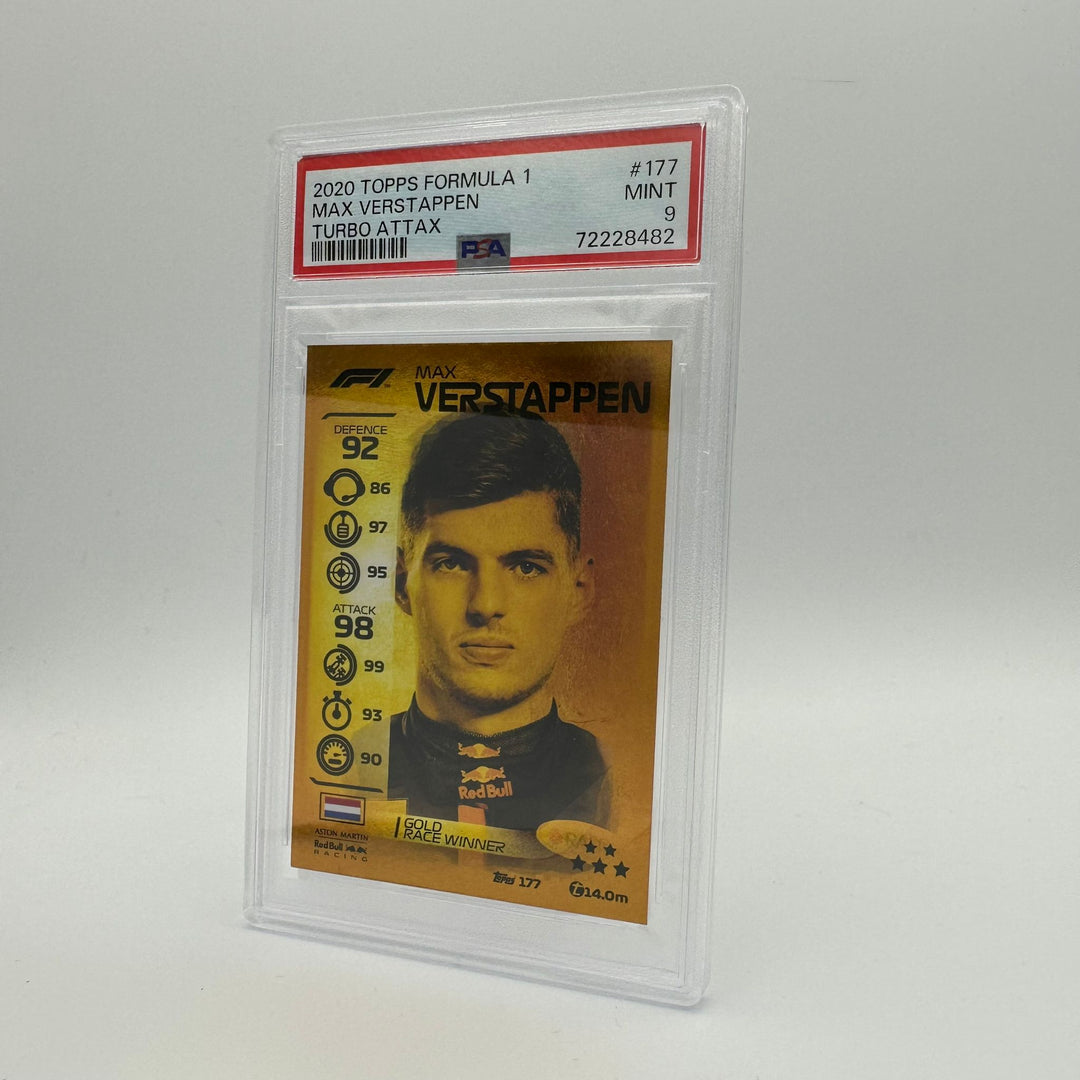 2020 TOPPS FORMULA 1
MAX VERSTAPPEN
TURBO ATTAX
#177
MINT
9
72228482
PSA
F1
MAX
VERSTAPPEN
DEFENCE
92
86
97
95
ATTACK
98
99
93
90
Red Bull
GOLD
RACE WINNER
ASTON MARTIN
Red Bull
RACING
TOPPS 177
14.0m